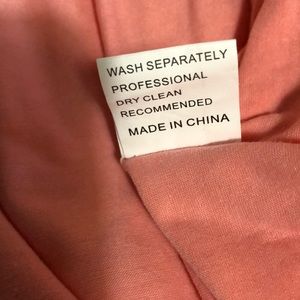 WASH SEPARATELY
PROFESSIONAL
DRY CLEAN
RECOMMENDED
MADE IN CHINA